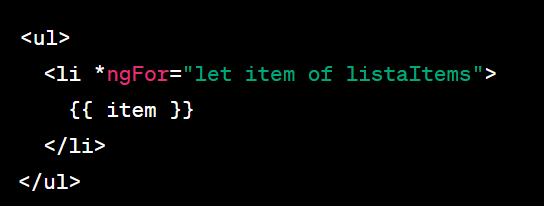 <ul>
<li *ngFor="let item of listaItems">
{{ item }}
</li>
</ul>